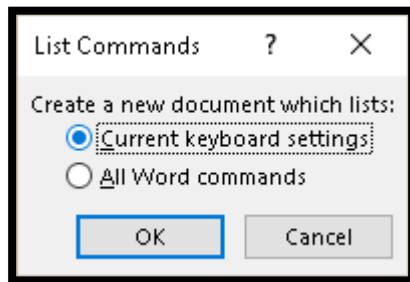 List Commands ? ×
Create a new document which lists:
Current keyboard settings
All Word commands
OK Cancel